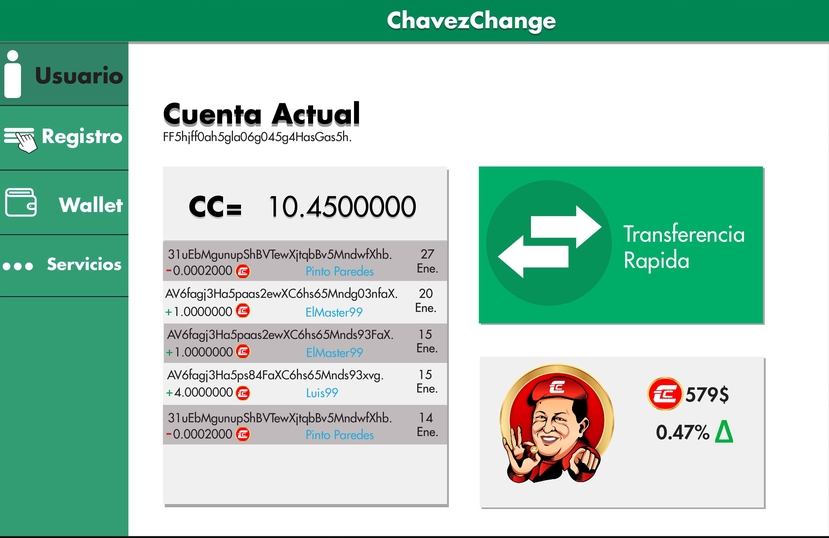 ChavezChange
Usuario
Registro
Wallet
Servicios
Cuenta Actual
FF5hjff0ah5gla06g045g4HasGas5h.
CC= 10.4500000
31uEbMgunupShBVTewXjtqbBv5MndwfXhb. 27
-0.0002000 Pinto Paredes Ene.
AV6fagj3Ha5paas2ewXC6hs65Mndg03nfaX. 20
+1.0000000 ElMaster99 Ene.
AV6fagj3Ha5paas2ewXC6hs65Mnds93FaX. 15
+1.0000000 ElMaster99 Ene.
AV6fagj3Ha5ps84FaXC6hs65Mnds93xvg. 15
+4.0000000 Luis99 Ene.
31uEbMgunupShBVTewXjtqbBv5MndwfXhb. 14
-0.0002000 Pinto Paredes Ene.
Transferencia
Rapida
579$
0.47%